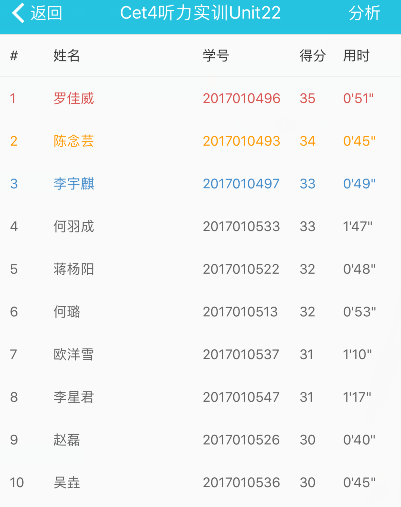 返回 Cet4听力实训Unit22 分析
# 姓名 学号 得分 用时
1 罗佳威 2017010496 35 0'51"
2 陈念芸 2017010493 34 0'45"
3 李宇麒 2017010497 33 0'49"
4 何羽成 2017010533 33 1'47"
5 蒋杨阳 2017010522 32 0'48"
6 何璐 2017010513 32 0'53"
7 欧洋雪 2017010537 31 1'10"
8 李星君 2017010547 31 1'17"
9 赵磊 2017010526 30 0'40"
10 吴垚 2017010536 30 0'45"